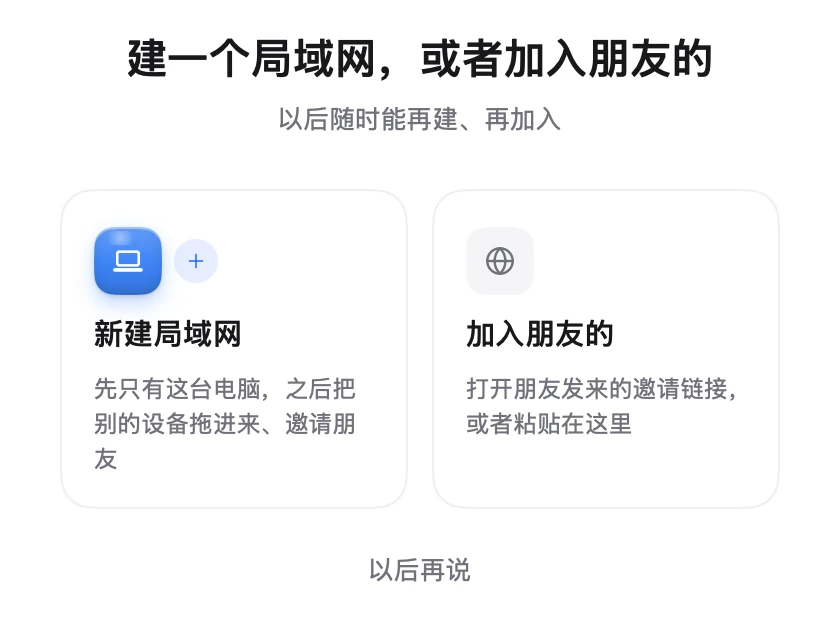 建一个局域网，或者加入朋友的
以后随时能再建、再加入
新建局域网
先只有这台电脑，之后把
别的设备拖进来、邀请朋
友
加入朋友的
打开朋友发来的邀请链接，
或者粘贴在这里
以后再说